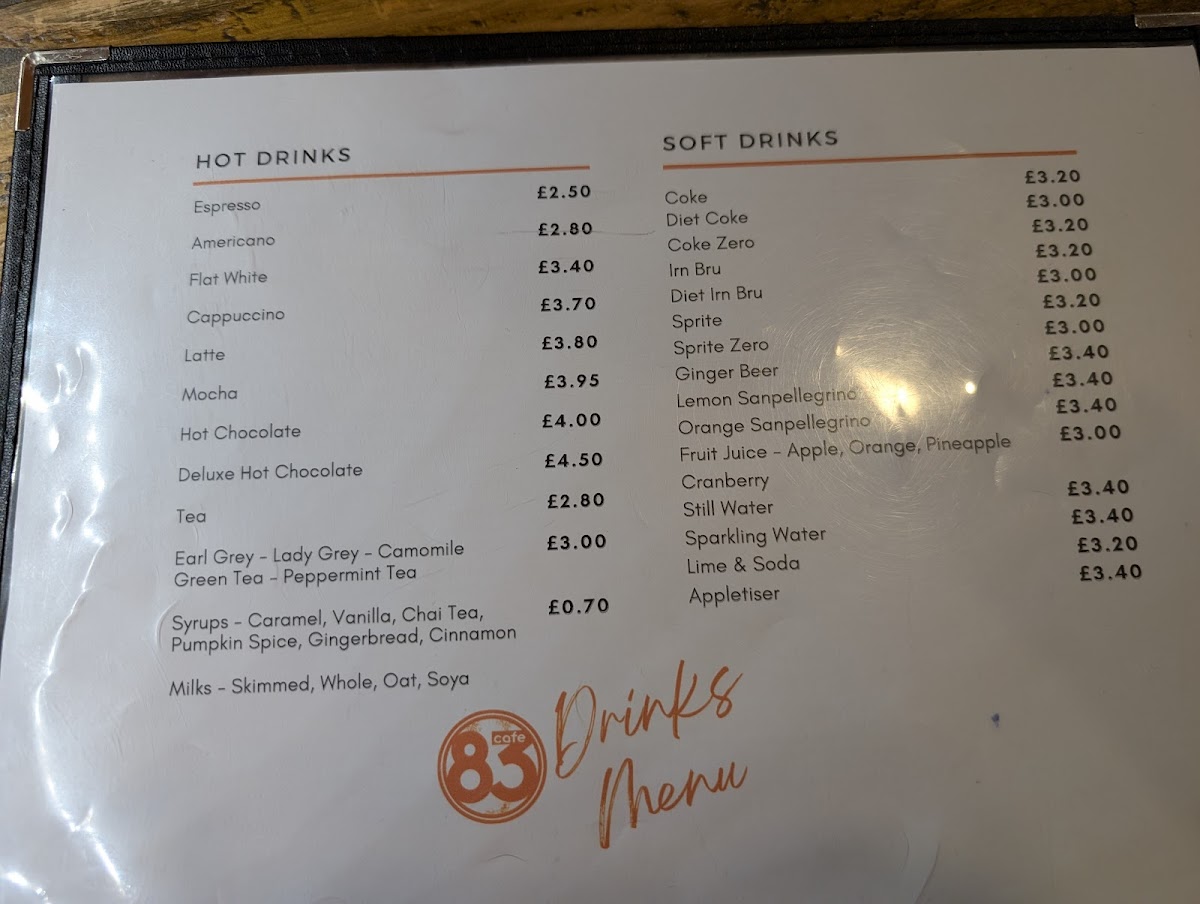 HOT DRINKS
Espresso £2.50
Americano £2.80
Flat White £3.40
Cappuccino £3.70
Latte £3.80
Mocha £3.95
Hot Chocolate £4.00
Deluxe Hot Chocolate £4.50
Tea £2.80
Earl Grey - Lady Grey - Camomile £3.00
Green Tea - Peppermint Tea
Syrups - Caramel, Vanilla, Chai Tea, £0.70
Pumpkin Spice, Gingerbread, Cinnamon
Milks - Skimmed, Whole, Oat, Soya
SOFT DRINKS
Coke £3.20
Diet Coke £3.00
Coke Zero £3.20
Irn Bru £3.20
Diet Irn Bru £3.00
Sprite £3.20
Sprite Zero £3.00
Ginger Beer £3.40
Lemon Sanpellegrino £3.40
Orange Sanpellegrino £3.40
Fruit Juice - Apple, Orange, Pineapple £3.00
Cranberry
Still Water £3.40
Sparkling Water £3.40
Lime & Soda £3.20
Appletiser £3.40
cafe
83
Drinks
Menu